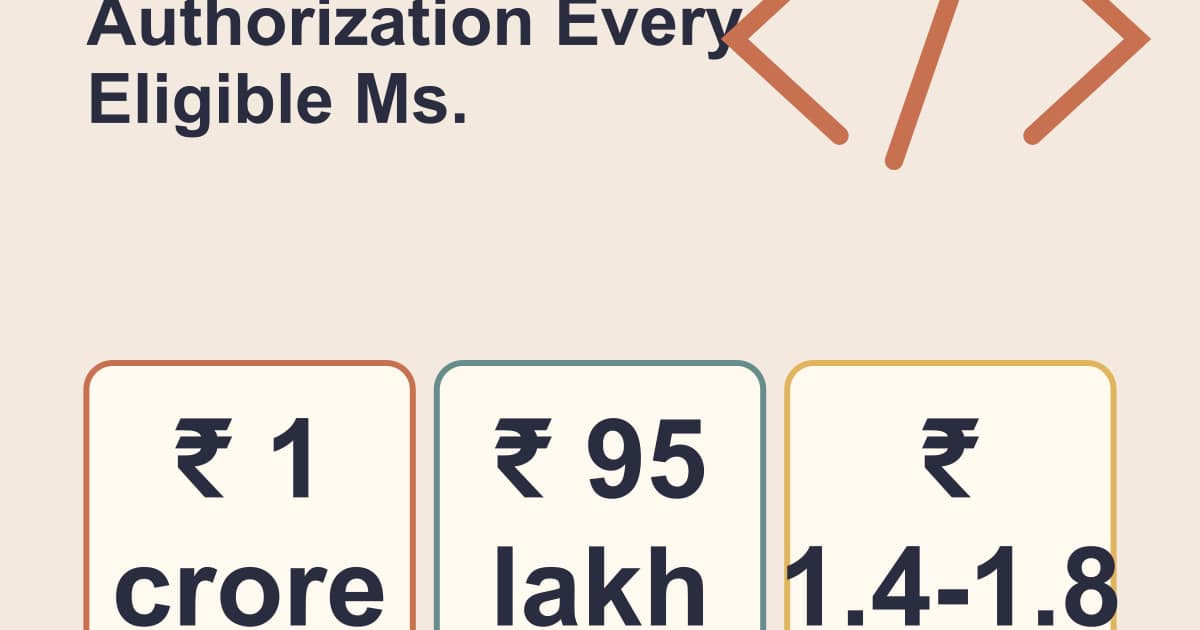 Authorization Every
Eligible Ms.
₹ 1
crore
₹ 95
lakh
₹
1.4-1.8